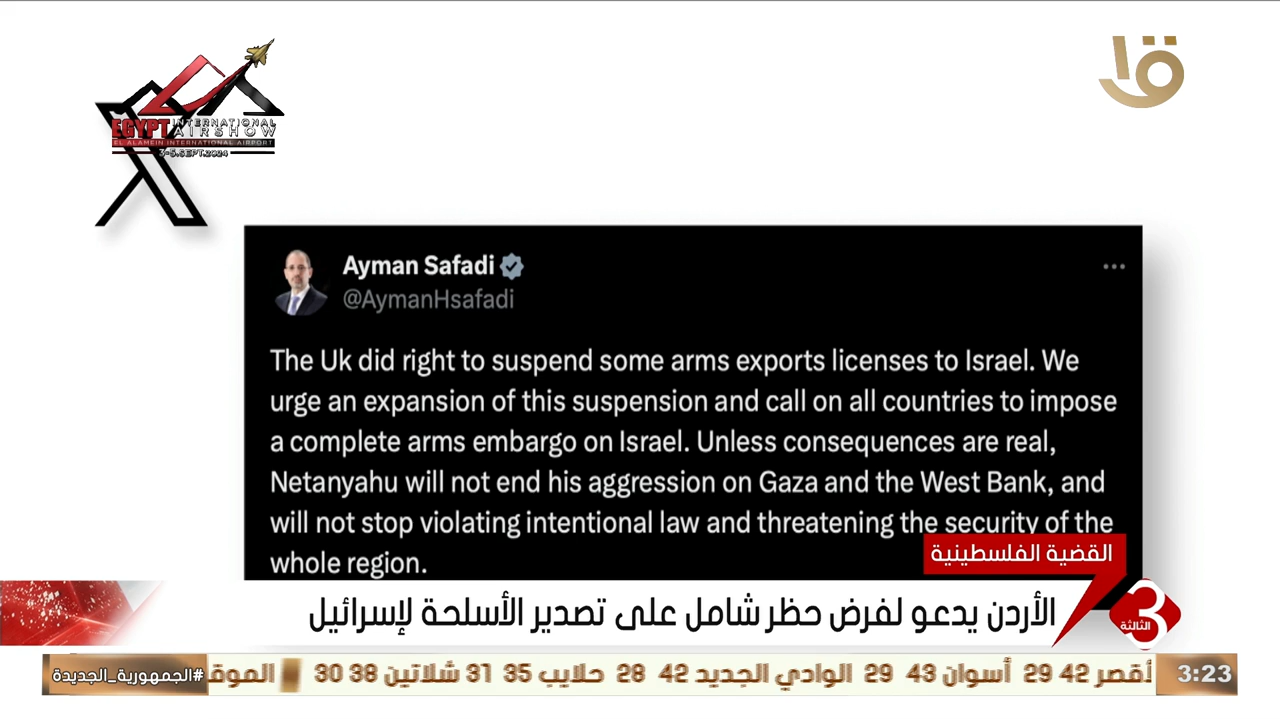 EGYPT INTERNATIONAL AIRSHOW
EL ALAMEIN INTERNATIONAL AIRPORT
3-5.SEPT.2024
Ayman Safadi
@AymanHsafadi
The Uk did right to suspend some arms exports licenses to Israel. We
urge an expansion of this suspension and call on all countries to impose
a complete arms embargo on Israel. Unless consequences are real,
Netanyahu will not end his aggression on Gaza and the West Bank, and
will not stop violating intentional law and threatening the security of the
whole region.
القضية الفلسطينية
الأردن يدعو لفرض حظر شامل على تصدير الأسلحة لإسرائيل
3 الثالثة
3:23
أقصر 42 29 أسوان 43 29 الوادي الجديد 42 28 حلايب 35 31 شلاتين 38 30 الموق
#الجمهورية_الجديدة